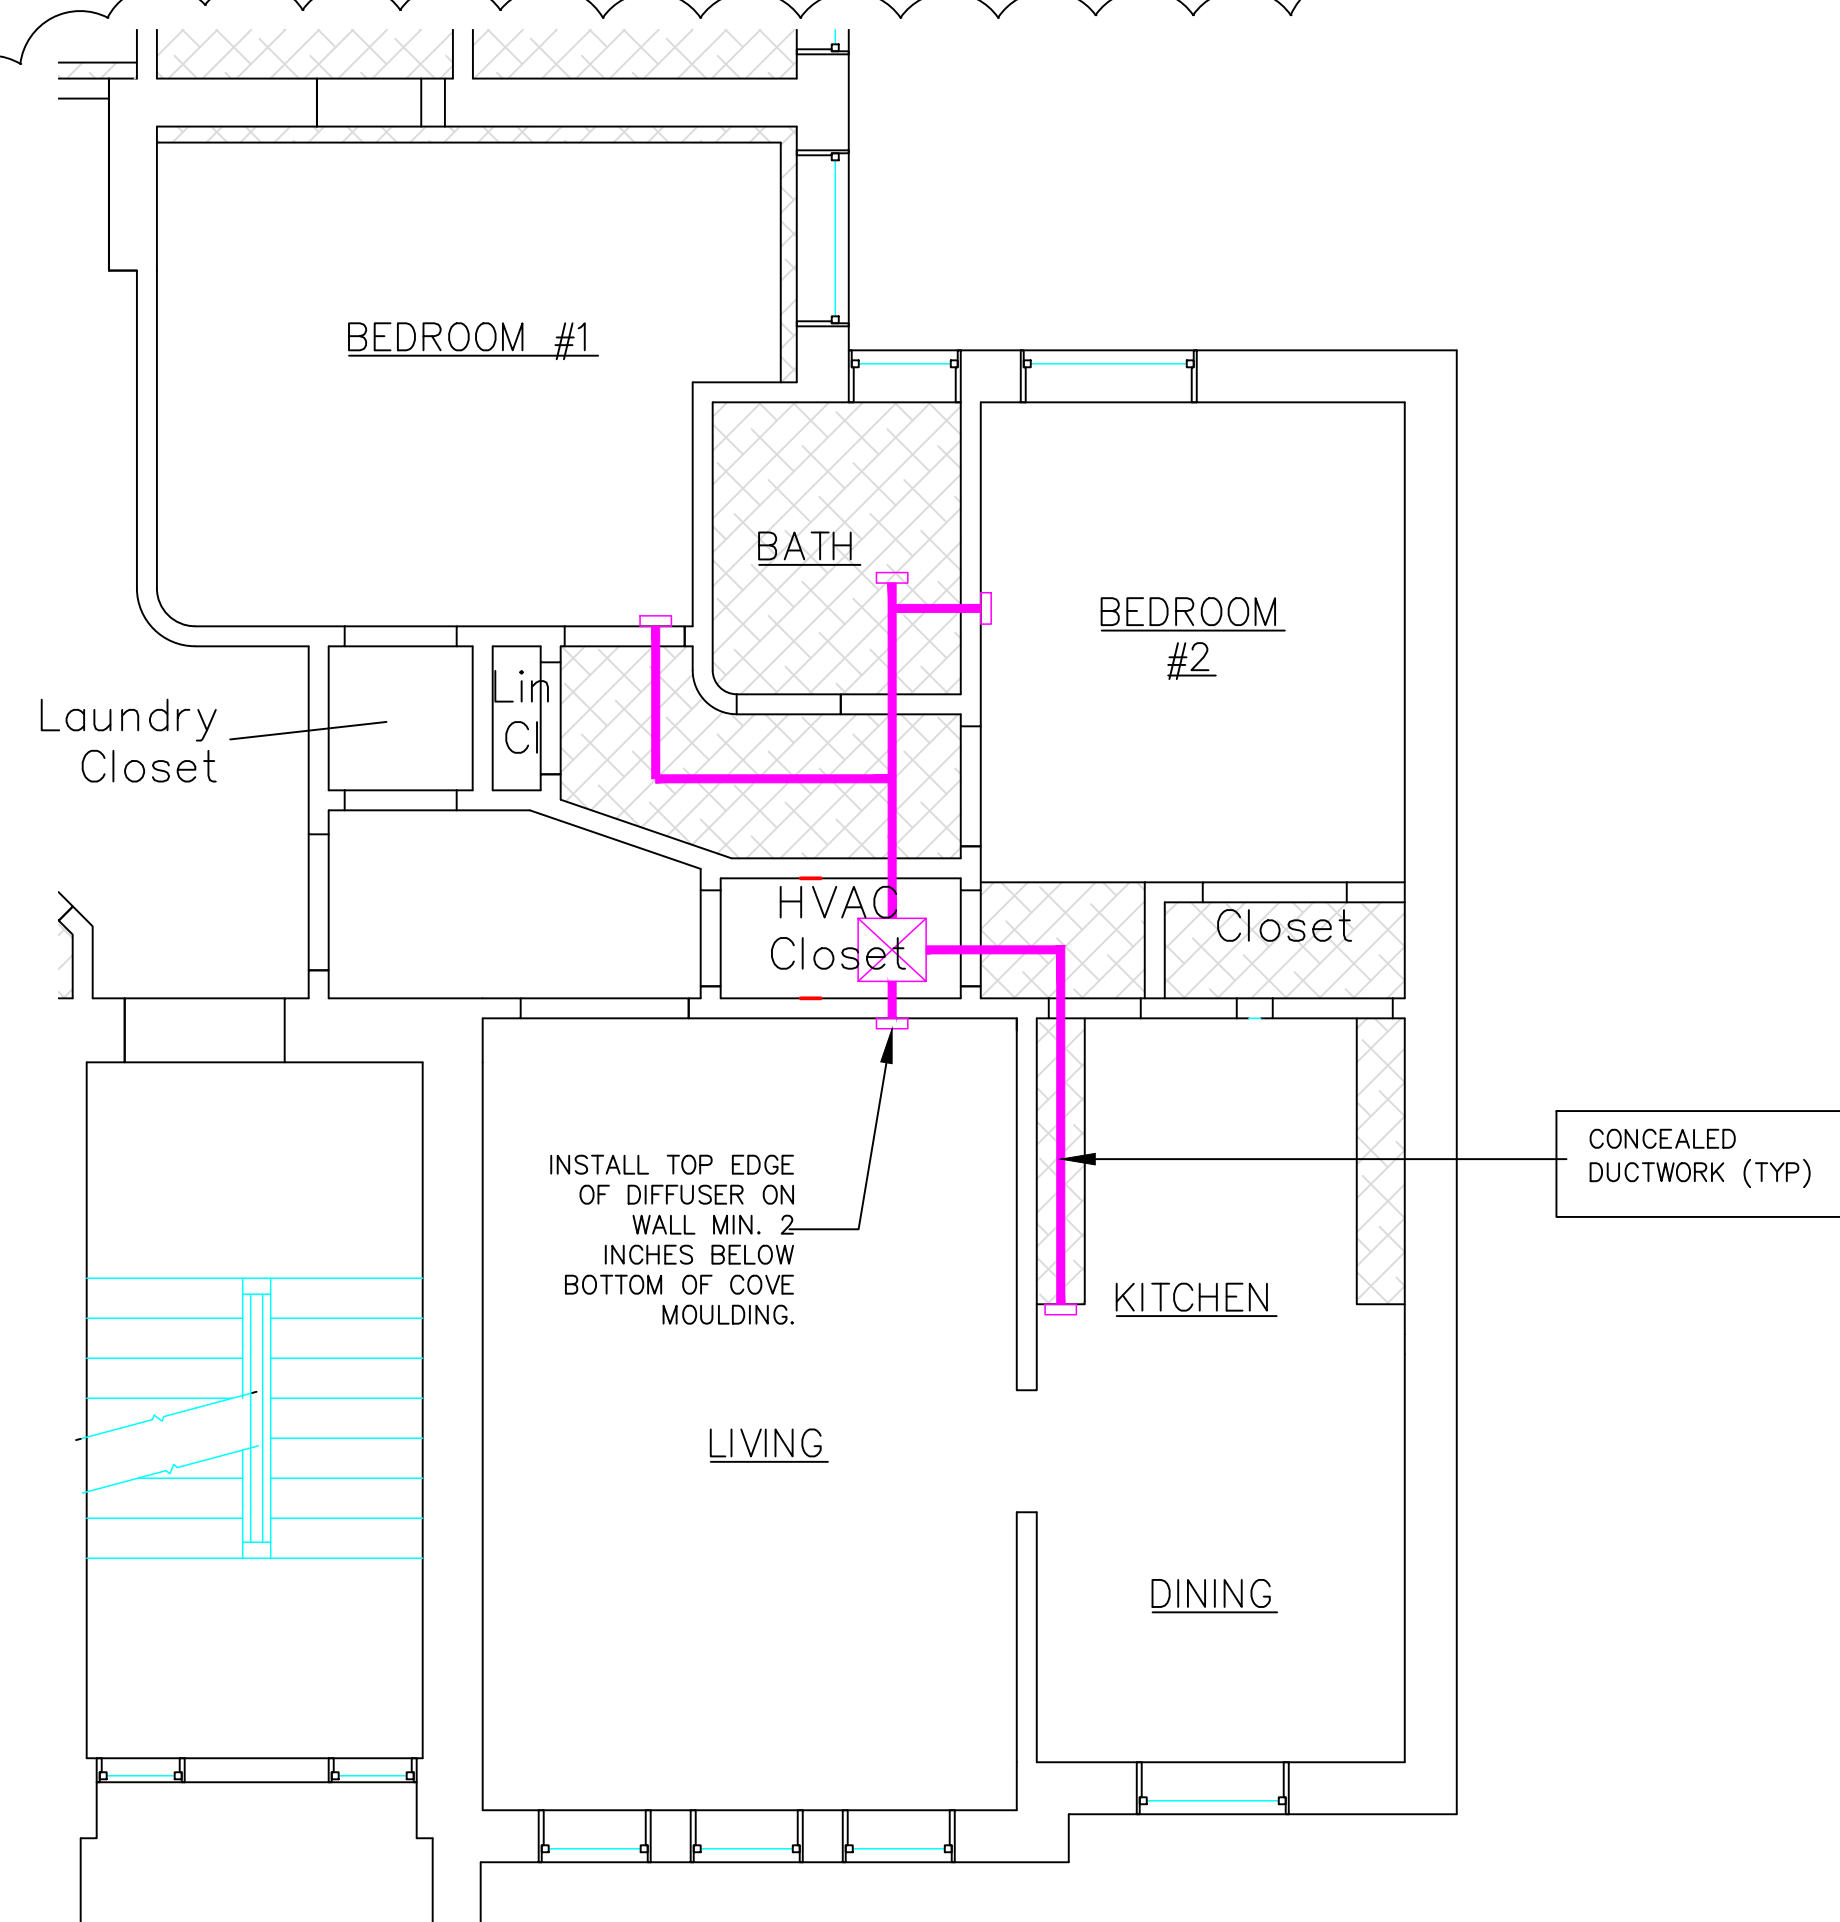 BEDROOM #1
BATH
BEDROOM
#2
Lin
Cl
Laundry
Closet
HVAC
Closet
Closet
CONCEALED
DUCTWORK (TYP)
INSTALL TOP EDGE
OF DIFFUSER ON
WALL MIN. 2
INCHES BELOW
BOTTOM OF COVE
MOULDING.
KITCHEN
LIVING
DINING